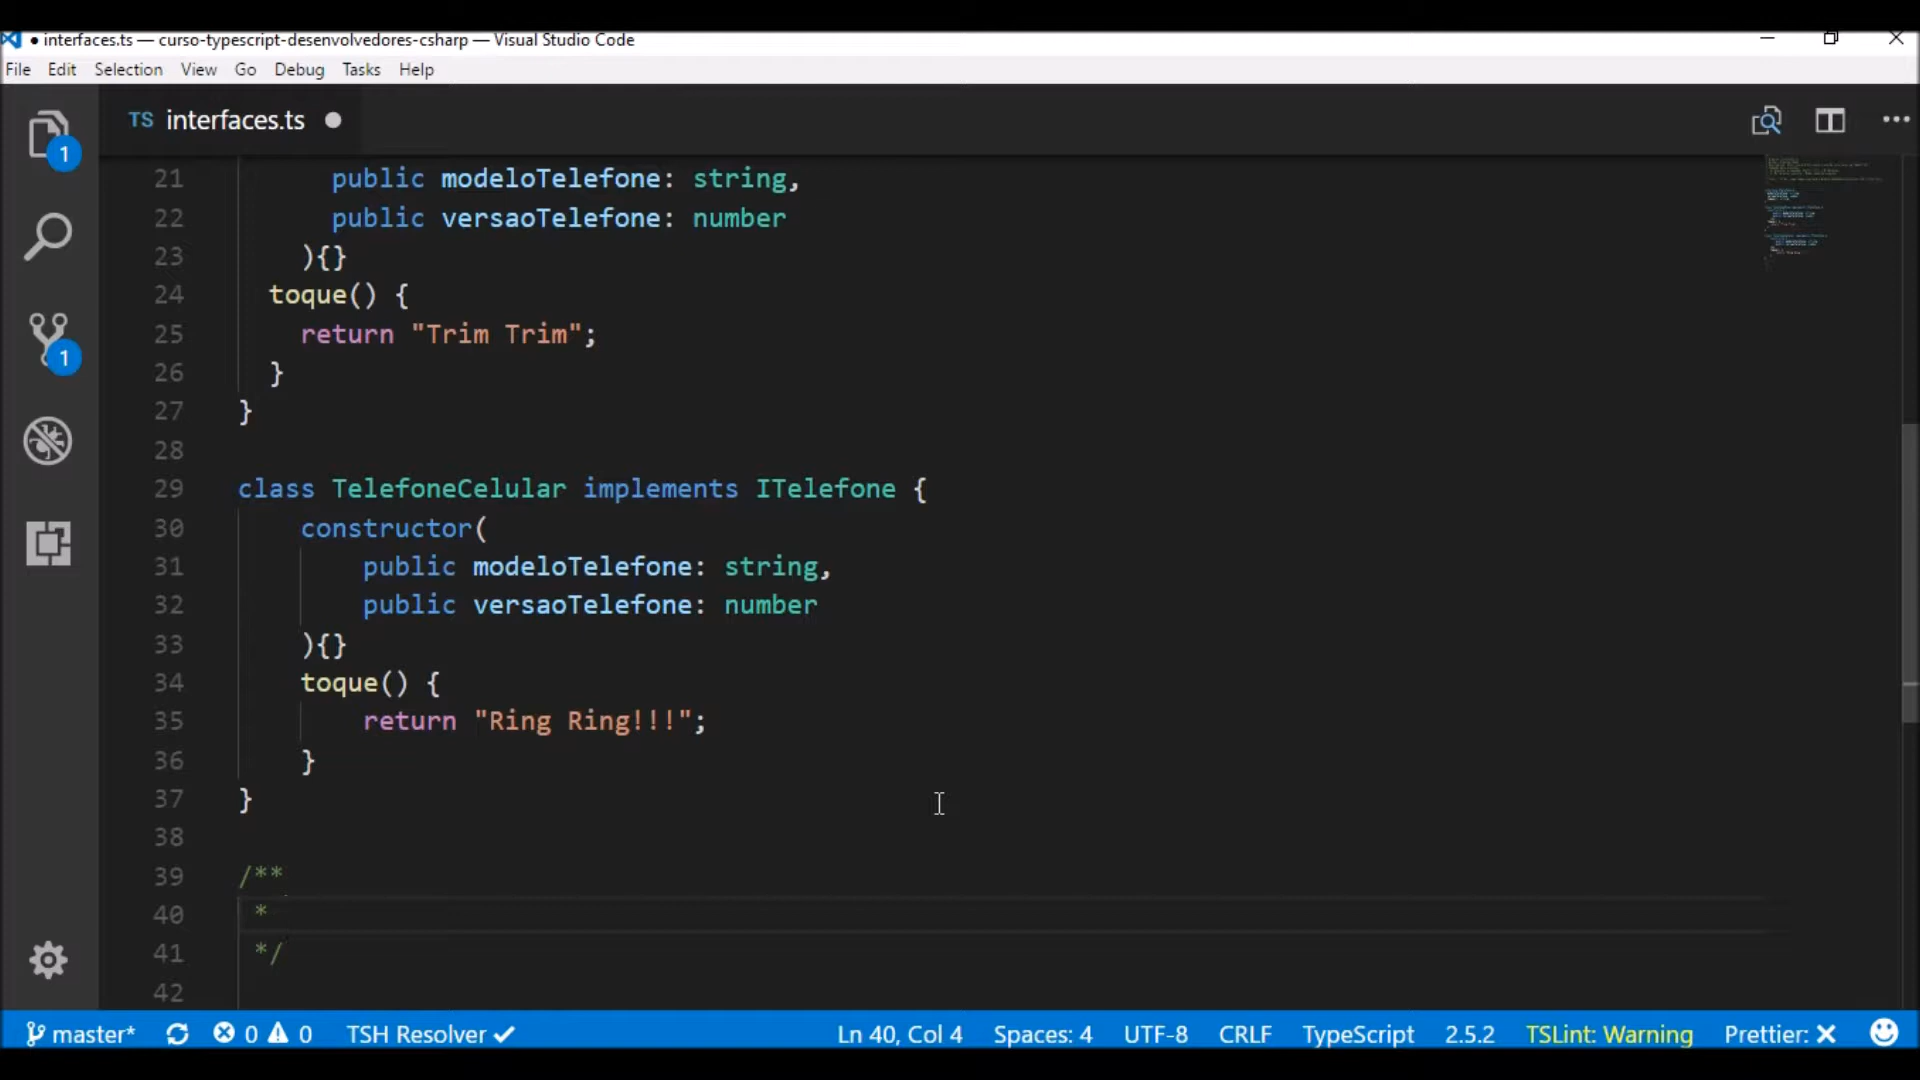 ● interfaces.ts — curso-typescript-desenvolvedores-csharp — Visual Studio Code
File Edit Selection View Go Debug Tasks Help
TS interfaces.ts ●
1
1
21 public modeloTelefone: string,
22 public versaoTelefone: number
23 ){}
24 toque() {
25 return "Trim Trim";
26 }
27 }
28
29 class TelefoneCelular implements ITelefone {
30 constructor(
31 public modeloTelefone: string,
32 public versaoTelefone: number
33 ){}
34 toque() {
35 return "Ring Ring!!!";
36 }
37 }
38
39 /**
40 *
41 */
42
master* 0 0 TSH Resolver ✓ Ln 40, Col 4 Spaces: 4 UTF-8 CRLF TypeScript 2.5.2 TSLint: Warning Prettier: ✕